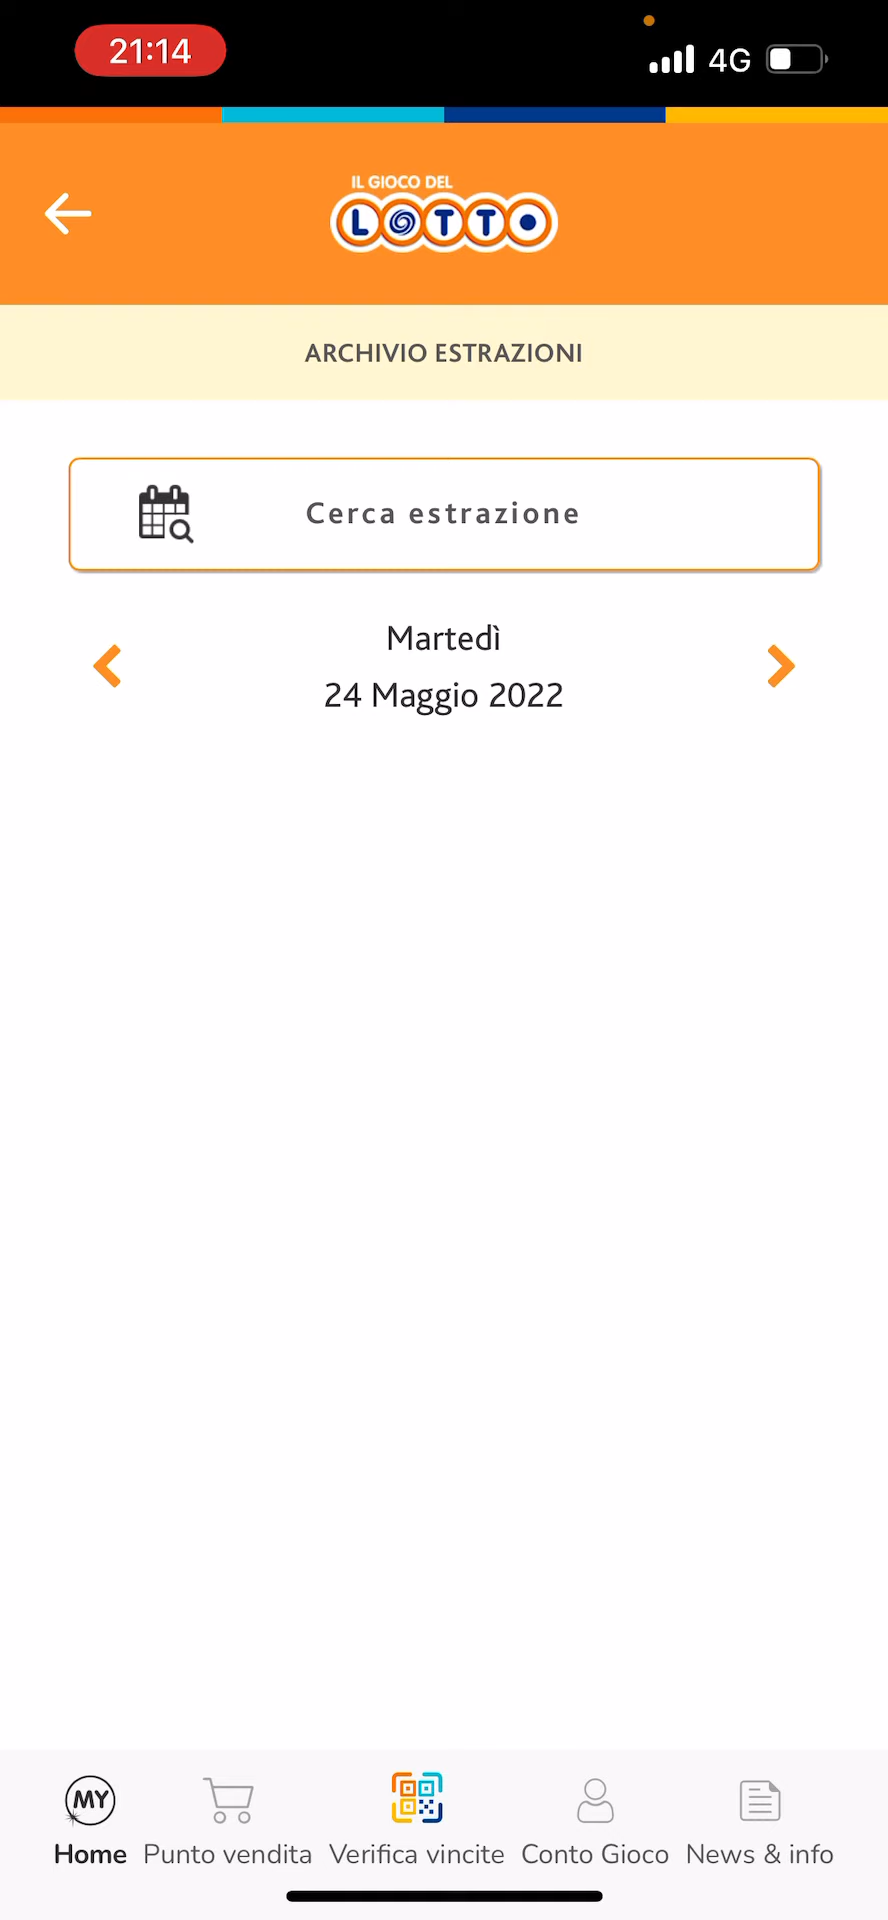 21:14
4G
IL GIOCO DEL
LOTTO
ARCHIVIO ESTRAZIONI
Cerca estrazione
Martedì
24 Maggio 2022
MY
Home
Punto vendita
Verifica vincite
Conto Gioco
News & info